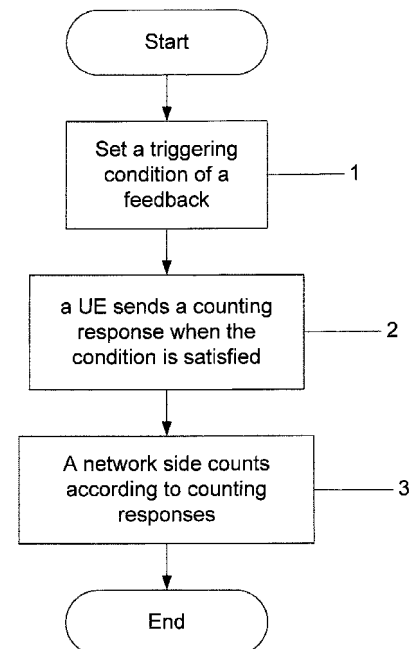 Start
Set a triggering
condition of a
feedback
1
a UE sends a counting
response when the
condition is satisfied
2
A network side counts
according to counting
responses
3
End